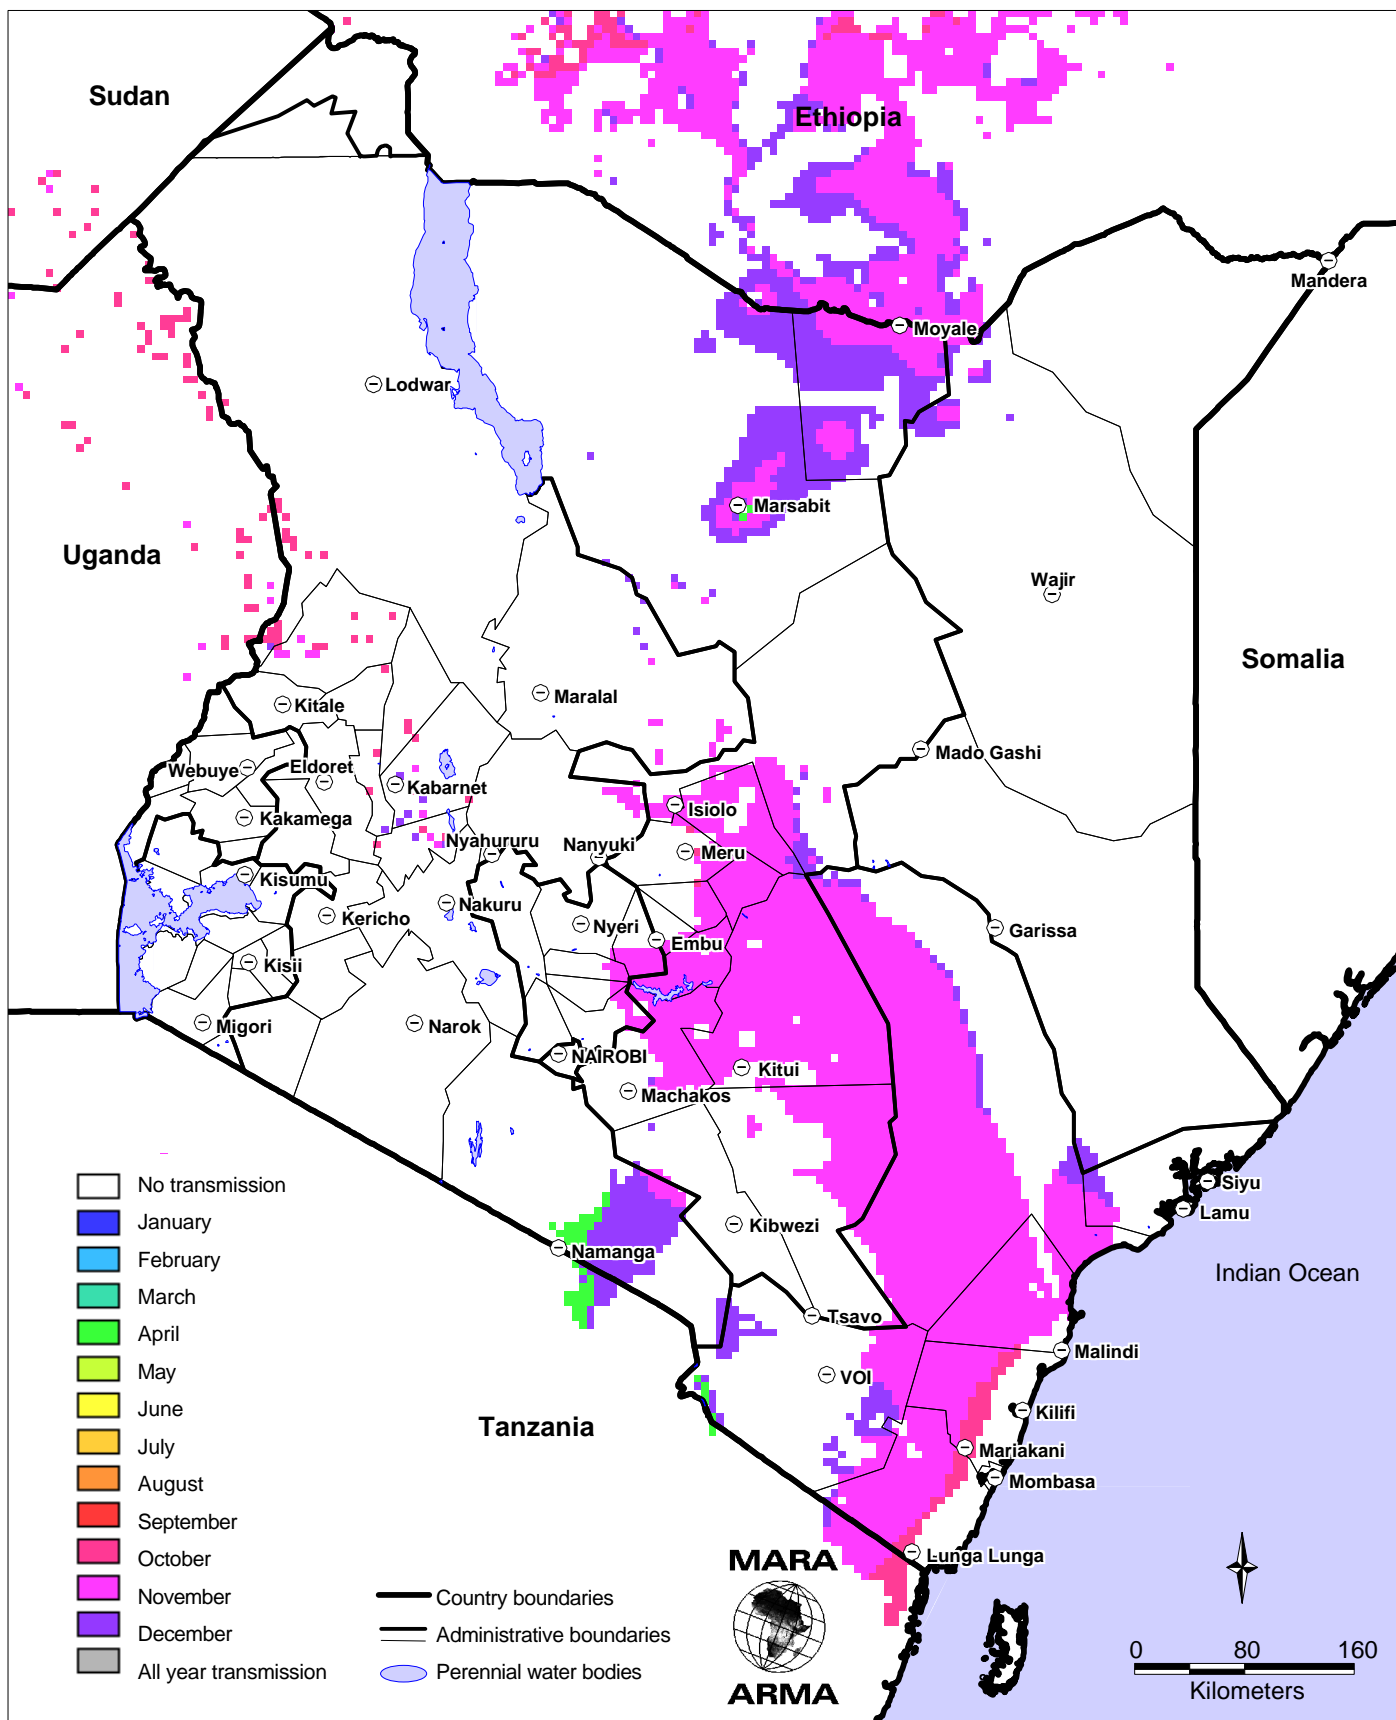 Sudan
Ethiopia
Mandera
Moyale
Lodwar
Marsabit
Uganda
Wajir
Somalia
Maralal
Kitale
Mado Gashi
Webuye
Eldoret
Kabarnet
Isiolo
Kakamega
Nyahururu
Nanyuki
Meru
Kisumu
Nakuru
Kericho
Nyeri
Garissa
Embu
Kisii
Migori
Narok
NAIROBI
Kitui
Machakos
Siyu
Lamu
Kibwezi
Namanga
Indian Ocean
Tsavo
Malindi
VOI
Kilifi
Tanzania
Mariakani
Mombasa
Lunga Lunga
No transmission
January
February
March
April
May
June
July
August
September
October
November
December
All year transmission
Country boundaries
Administrative boundaries
Perennial water bodies
MARA
ARMA
0 80 160
Kilometers